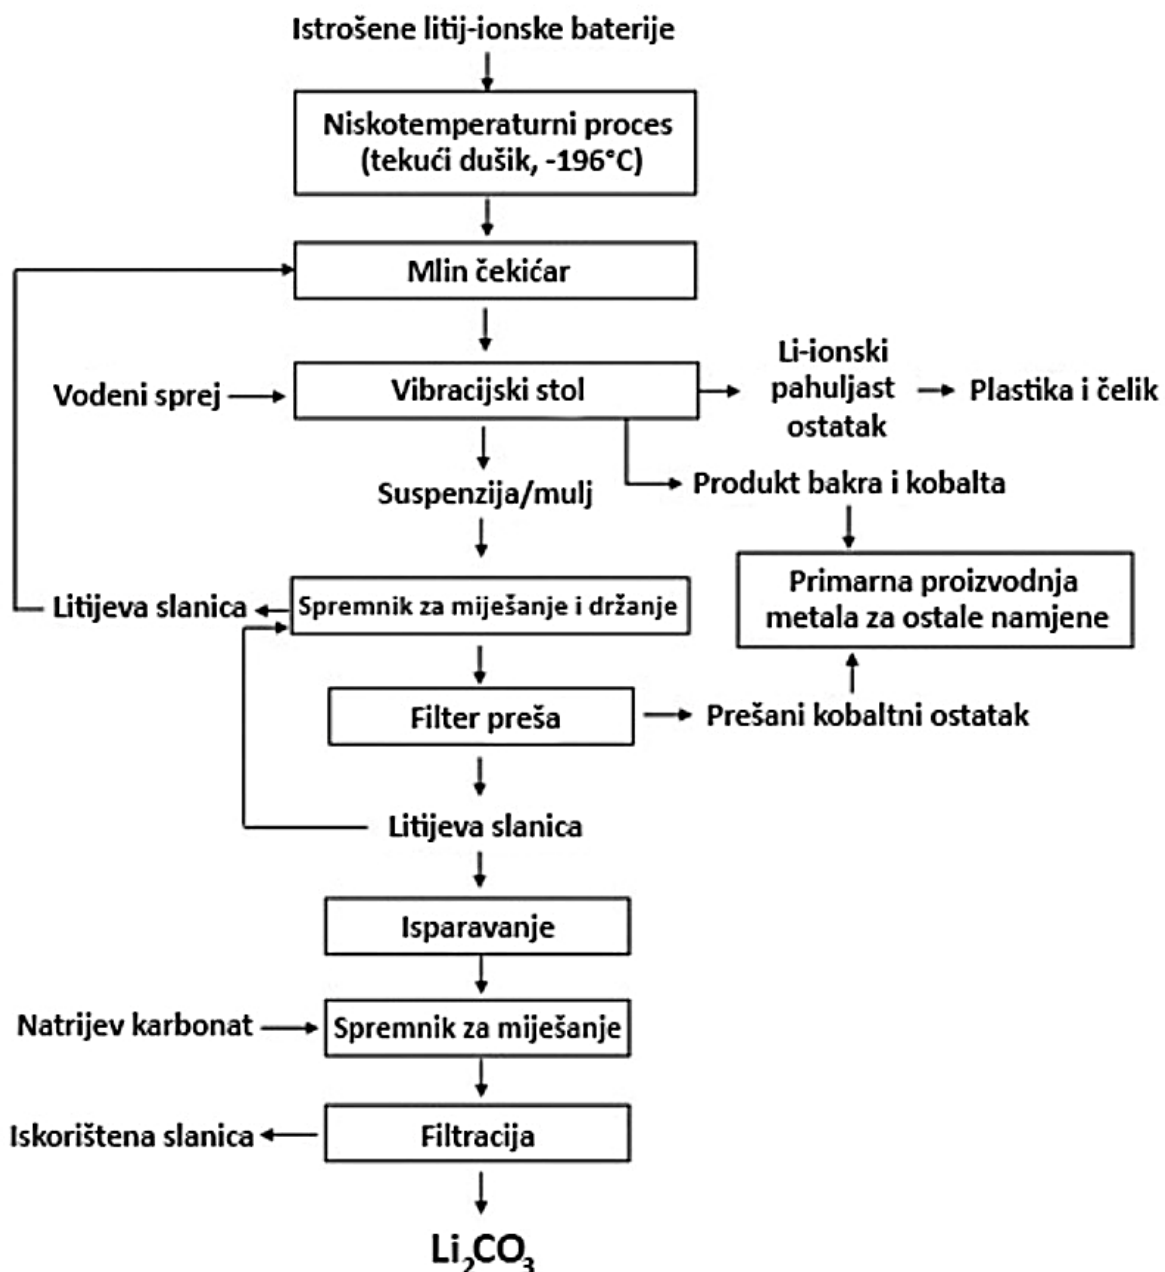 Istrošene litij-ionske baterije
Niskotemperaturni proces
(tekući dušik, -196°C)
Mlin čekićar
Vodeni sprej
Vibracijski stol
Li-ionski
pahuljast
ostatak
Plastika i čelik
Suspenzija/mulj
Produkt bakra i kobalta
Litijeva slanica
Spremnik za miješanje i držanje
Primarna proizvodnja
metala za ostale namjene
Filter preša
Prešani kobaltni ostatak
Litijeva slanica
Isparavanje
Natrijev karbonat
Spremnik za miješanje
Iskorištena slanica
Filtracija
Li₂CO₃